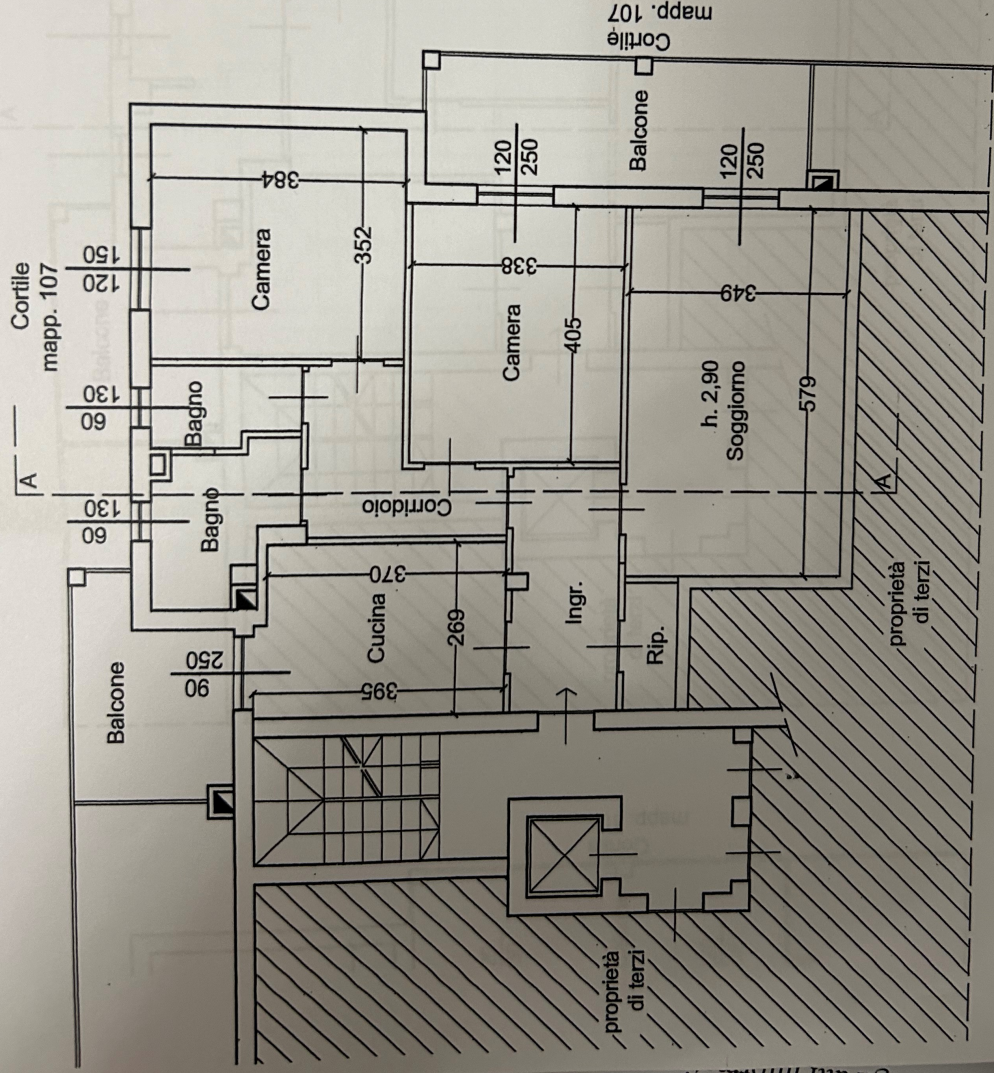 Cortile
mapp. 107
Cortile
mapp. 107
A
60
130
60
130
120
150
Balcone
90
250
Bagno
Bagno
Camera
384
352
Balcone
120
250
120
250
Cucina
370
269
395
Corridoio
Camera
338
405
Ingr.
Rip.
h. 2,90
Soggiorno
349
579
A
proprietà
di terzi
proprietà
di terzi